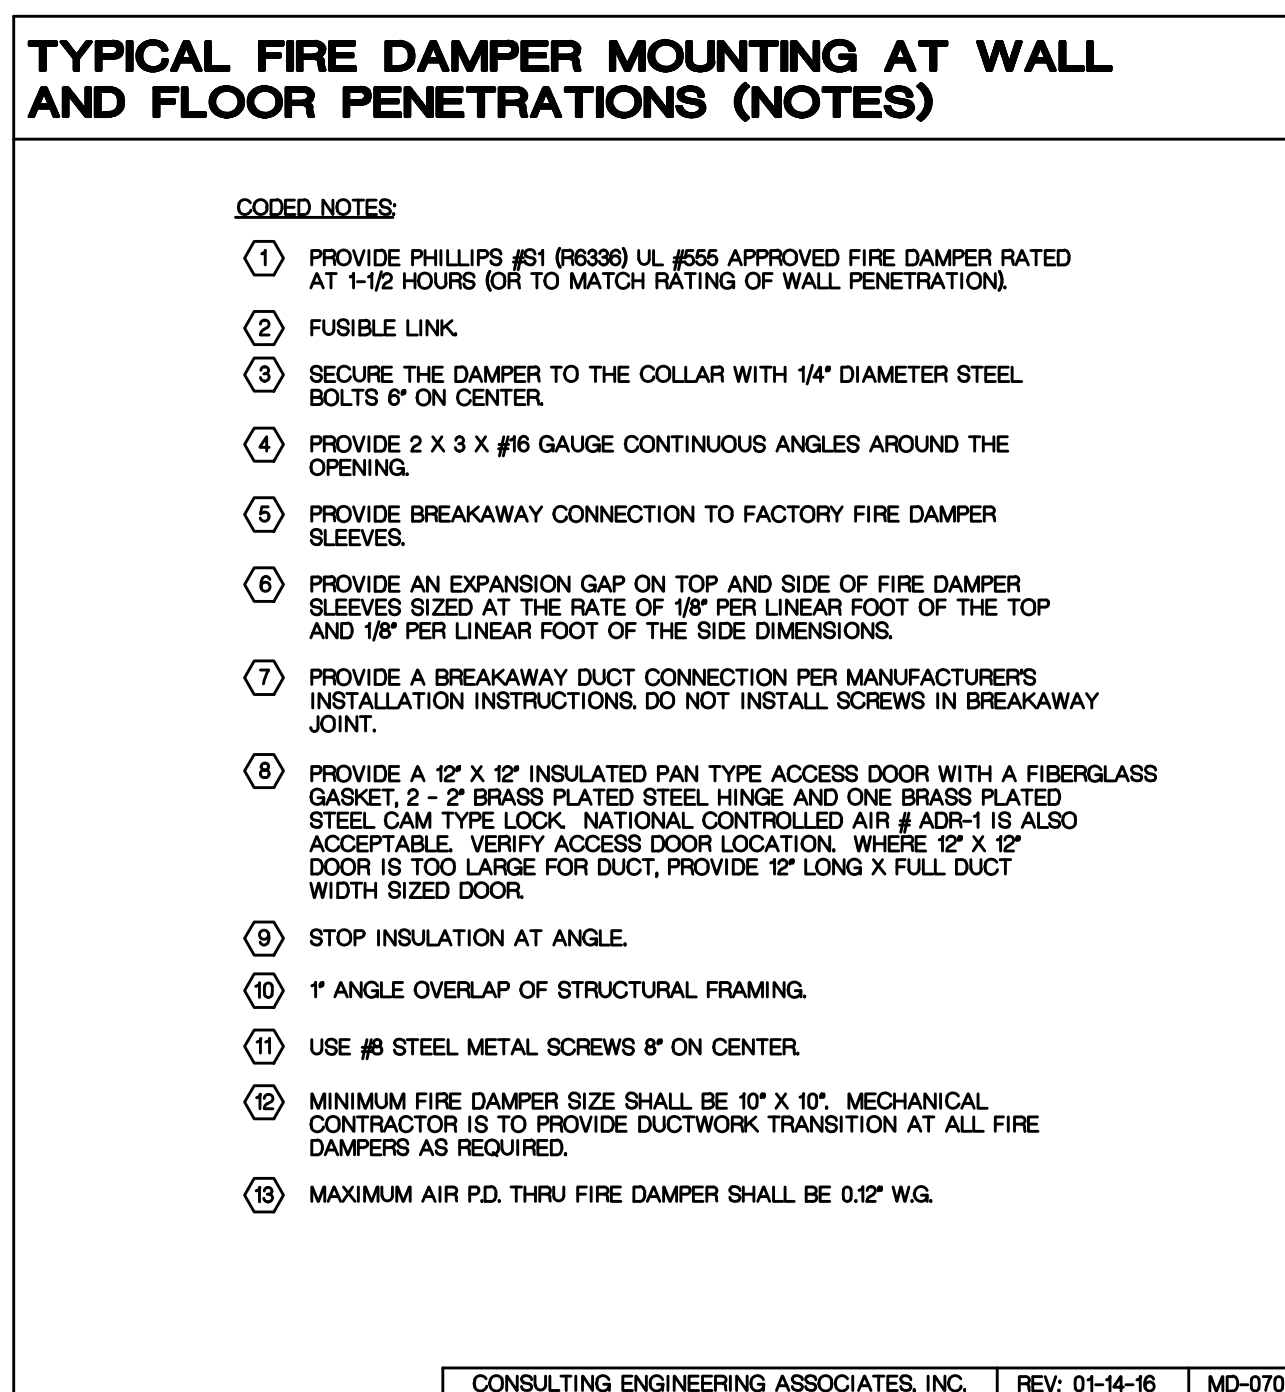 TYPICAL FIRE DAMPER MOUNTING AT WALL
AND FLOOR PENETRATIONS (NOTES)
CODED NOTES:
1 PROVIDE PHILLIPS #S1 (R6336) UL #555 APPROVED FIRE DAMPER RATED
AT 1-1/2 HOURS (OR TO MATCH RATING OF WALL PENETRATION).
2 FUSIBLE LINK.
3 SECURE THE DAMPER TO THE COLLAR WITH 1/4" DIAMETER STEEL
BOLTS 6" ON CENTER.
4 PROVIDE 2 X 3 X #16 GAUGE CONTINUOUS ANGLES AROUND THE
OPENING.
5 PROVIDE BREAKAWAY CONNECTION TO FACTORY FIRE DAMPER
SLEEVES.
6 PROVIDE AN EXPANSION GAP ON TOP AND SIDE OF FIRE DAMPER
SLEEVES SIZED AT THE RATE OF 1/8" PER LINEAR FOOT OF THE TOP
AND 1/8" PER LINEAR FOOT OF THE SIDE DIMENSIONS.
7 PROVIDE A BREAKAWAY DUCT CONNECTION PER MANUFACTURER'S
INSTALLATION INSTRUCTIONS. DO NOT INSTALL SCREWS IN BREAKAWAY
JOINT.
8 PROVIDE A 12" X 12" INSULATED PAN TYPE ACCESS DOOR WITH A FIBERGLASS
GASKET, 2 - 2" BRASS PLATED STEEL HINGE AND ONE BRASS PLATED
STEEL CAM TYPE LOCK. NATIONAL CONTROLLED AIR # ADR-1 IS ALSO
ACCEPTABLE. VERIFY ACCESS DOOR LOCATION. WHERE 12" X 12"
DOOR IS TOO LARGE FOR DUCT, PROVIDE 12" LONG X FULL DUCT
WIDTH SIZED DOOR.
9 STOP INSULATION AT ANGLE.
10 1" ANGLE OVERLAP OF STRUCTURAL FRAMING.
11 USE #8 STEEL METAL SCREWS 8" ON CENTER.
12 MINIMUM FIRE DAMPER SIZE SHALL BE 10" X 10". MECHANICAL
CONTRACTOR IS TO PROVIDE DUCTWORK TRANSITION AT ALL FIRE
DAMPERS AS REQUIRED.
13 MAXIMUM AIR P.D. THRU FIRE DAMPER SHALL BE 0.12" W.G.
CONSULTING ENGINEERING ASSOCIATES, INC. REV: 01-14-16 MD-070